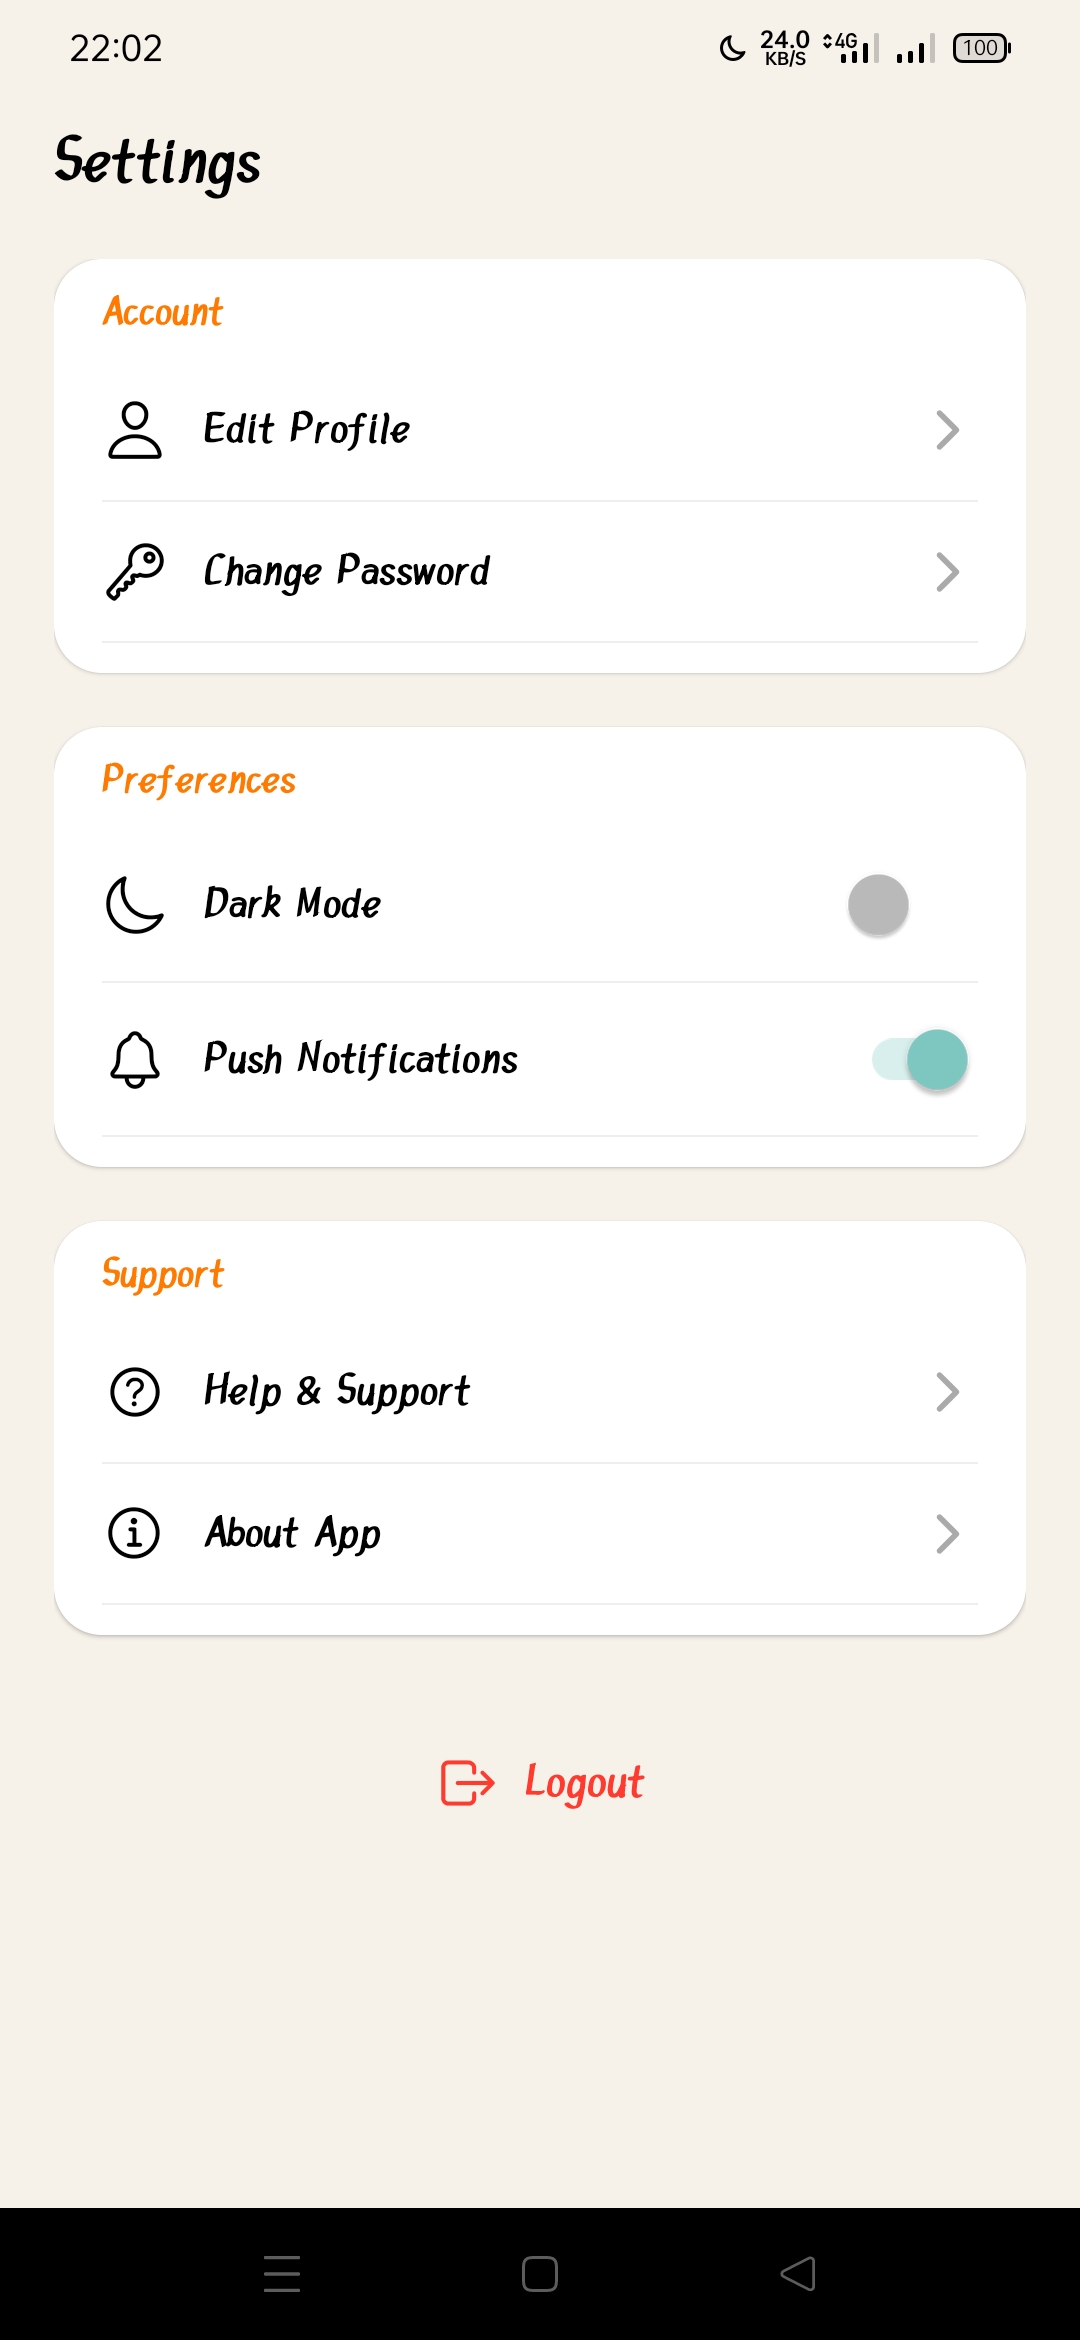 22:02
24.0 KB/S 4G 100
Settings
Account
Edit Profile
Change Password
Preferences
Dark Mode
Push Notifications
Support
Help & Support
About App
Logout